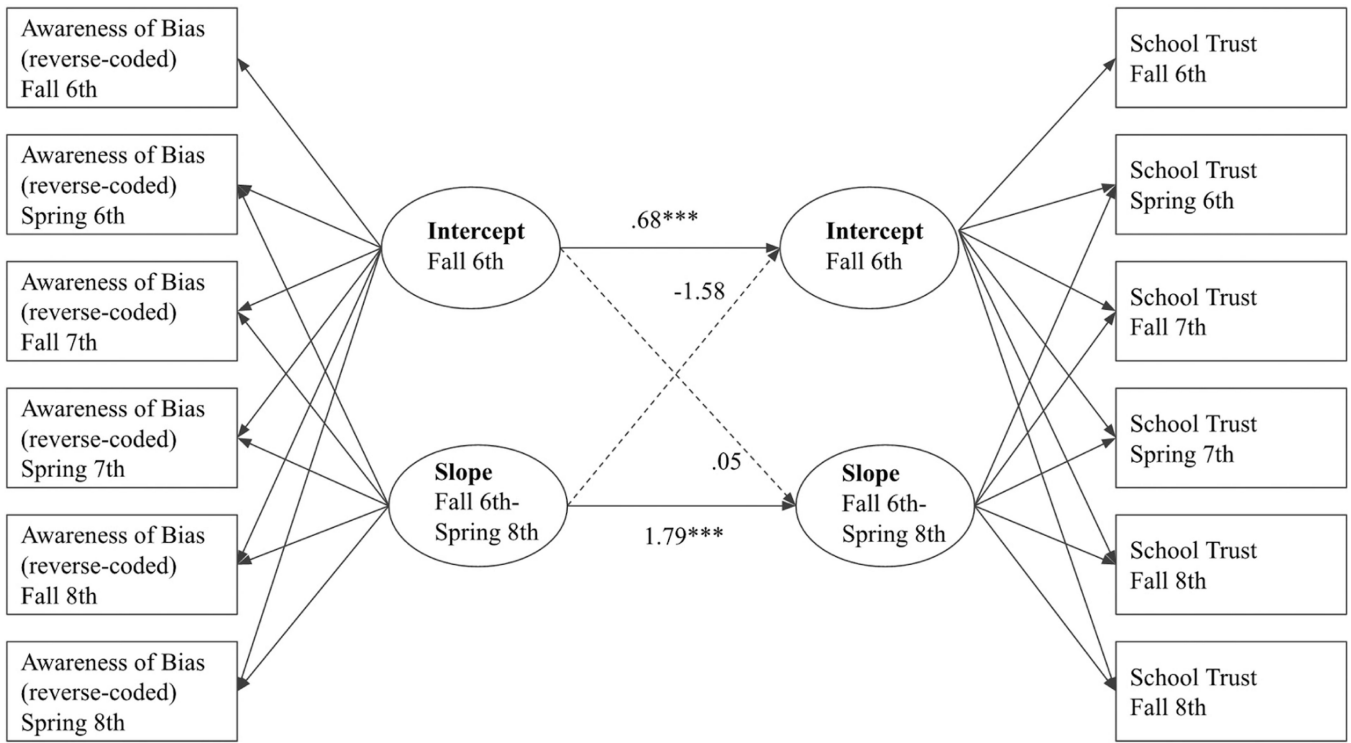 Awareness of Bias
(reverse-coded)
Fall 6th
Awareness of Bias
(reverse-coded)
Spring 6th
Awareness of Bias
(reverse-coded)
Fall 7th
Awareness of Bias
(reverse-coded)
Spring 7th
Awareness of Bias
(reverse-coded)
Fall 8th
Awareness of Bias
(reverse-coded)
Spring 8th
Intercept
Fall 6th
Slope
Fall 6th-
Spring 8th
.68***
-1.58
.05
1.79***
Intercept
Fall 6th
Slope
Fall 6th-
Spring 8th
School Trust
Fall 6th
School Trust
Spring 6th
School Trust
Fall 7th
School Trust
Spring 7th
School Trust
Fall 8th
School Trust
Fall 8th